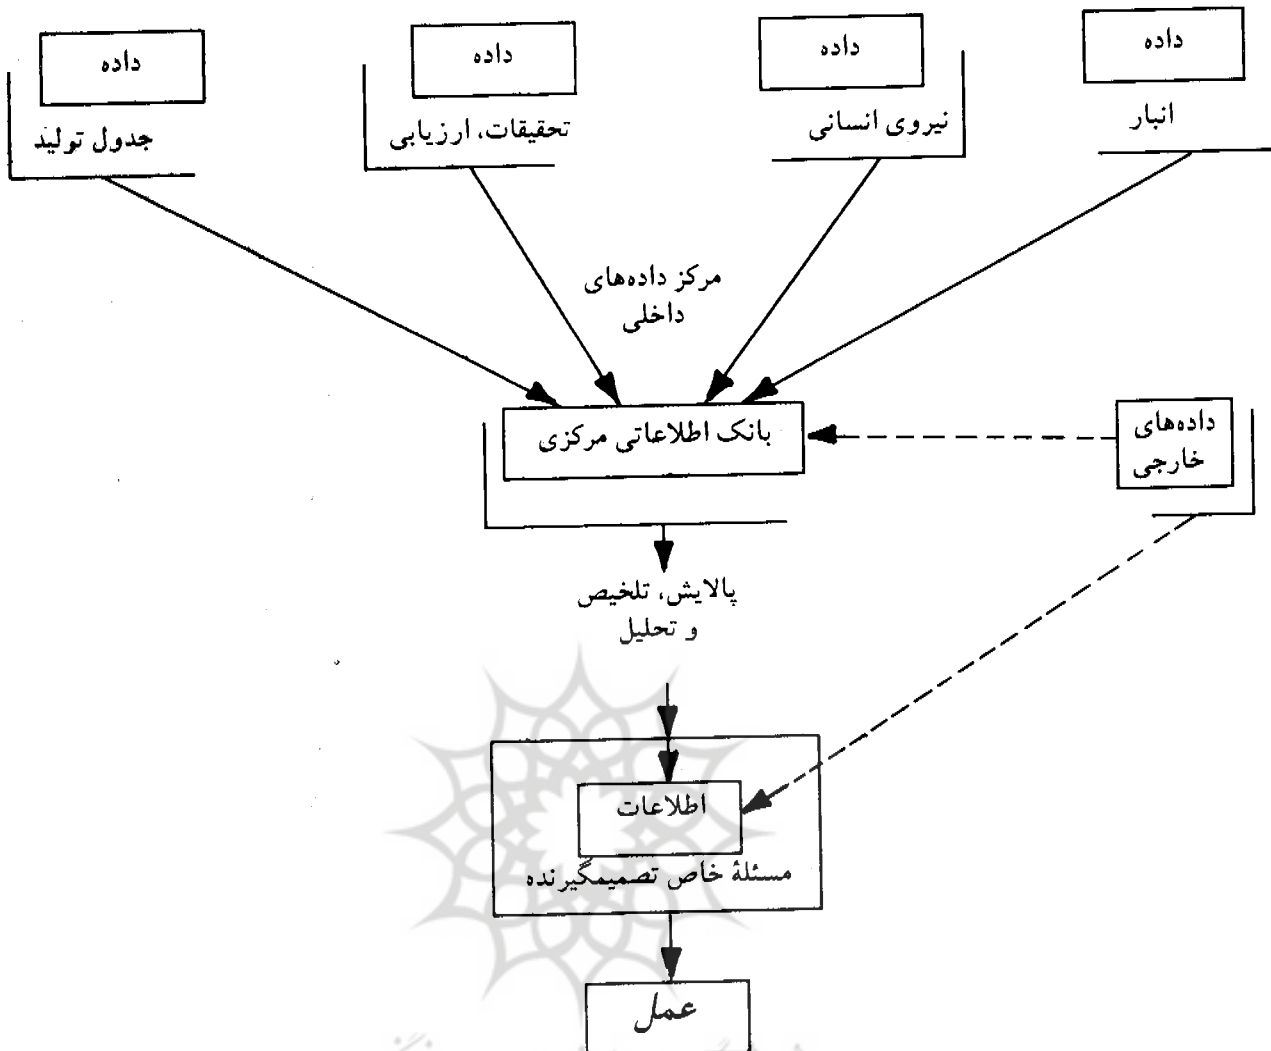 داده
داده
داده
داده
انبار
نیروی انسانی
تحقیقات، ارزیابی
جدول تولید
مرکز داده‌های
داخلی
بانک اطلاعاتی مرکزی
داده‌های
خارجی
پالایش، تلخیص
و تحلیل
اطلاعات
مسئلهٔ خاص تصمیمگیرنده
عمل